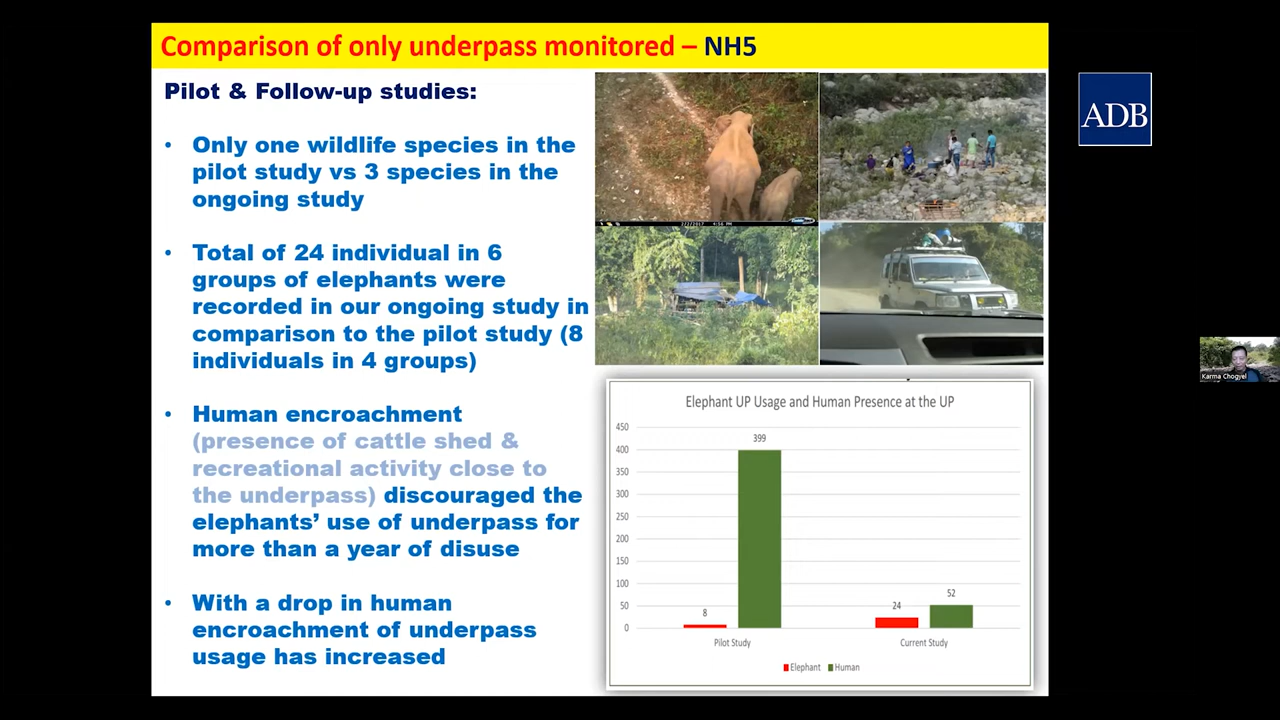 Comparison of only underpass monitored – NH5
Pilot & Follow-up studies:
• Only one wildlife species in the
pilot study vs 3 species in the
ongoing study
• Total of 24 individual in 6
groups of elephants were
recorded in our ongoing study in
comparison to the pilot study (8
individuals in 4 groups)
• Human encroachment
(presence of cattle shed &
recreational activity close to
the underpass) discouraged the
elephants’ use of underpass for
more than a year of disuse
• With a drop in human
encroachment of underpass
usage has increased
Elephant UP Usage and Human Presence at the UP
450
400
350
300
250
200
150
100
50
0
8
399
24
52
Pilot Study
Current Study
Elephant
Human
ADB
Karma Chogyel